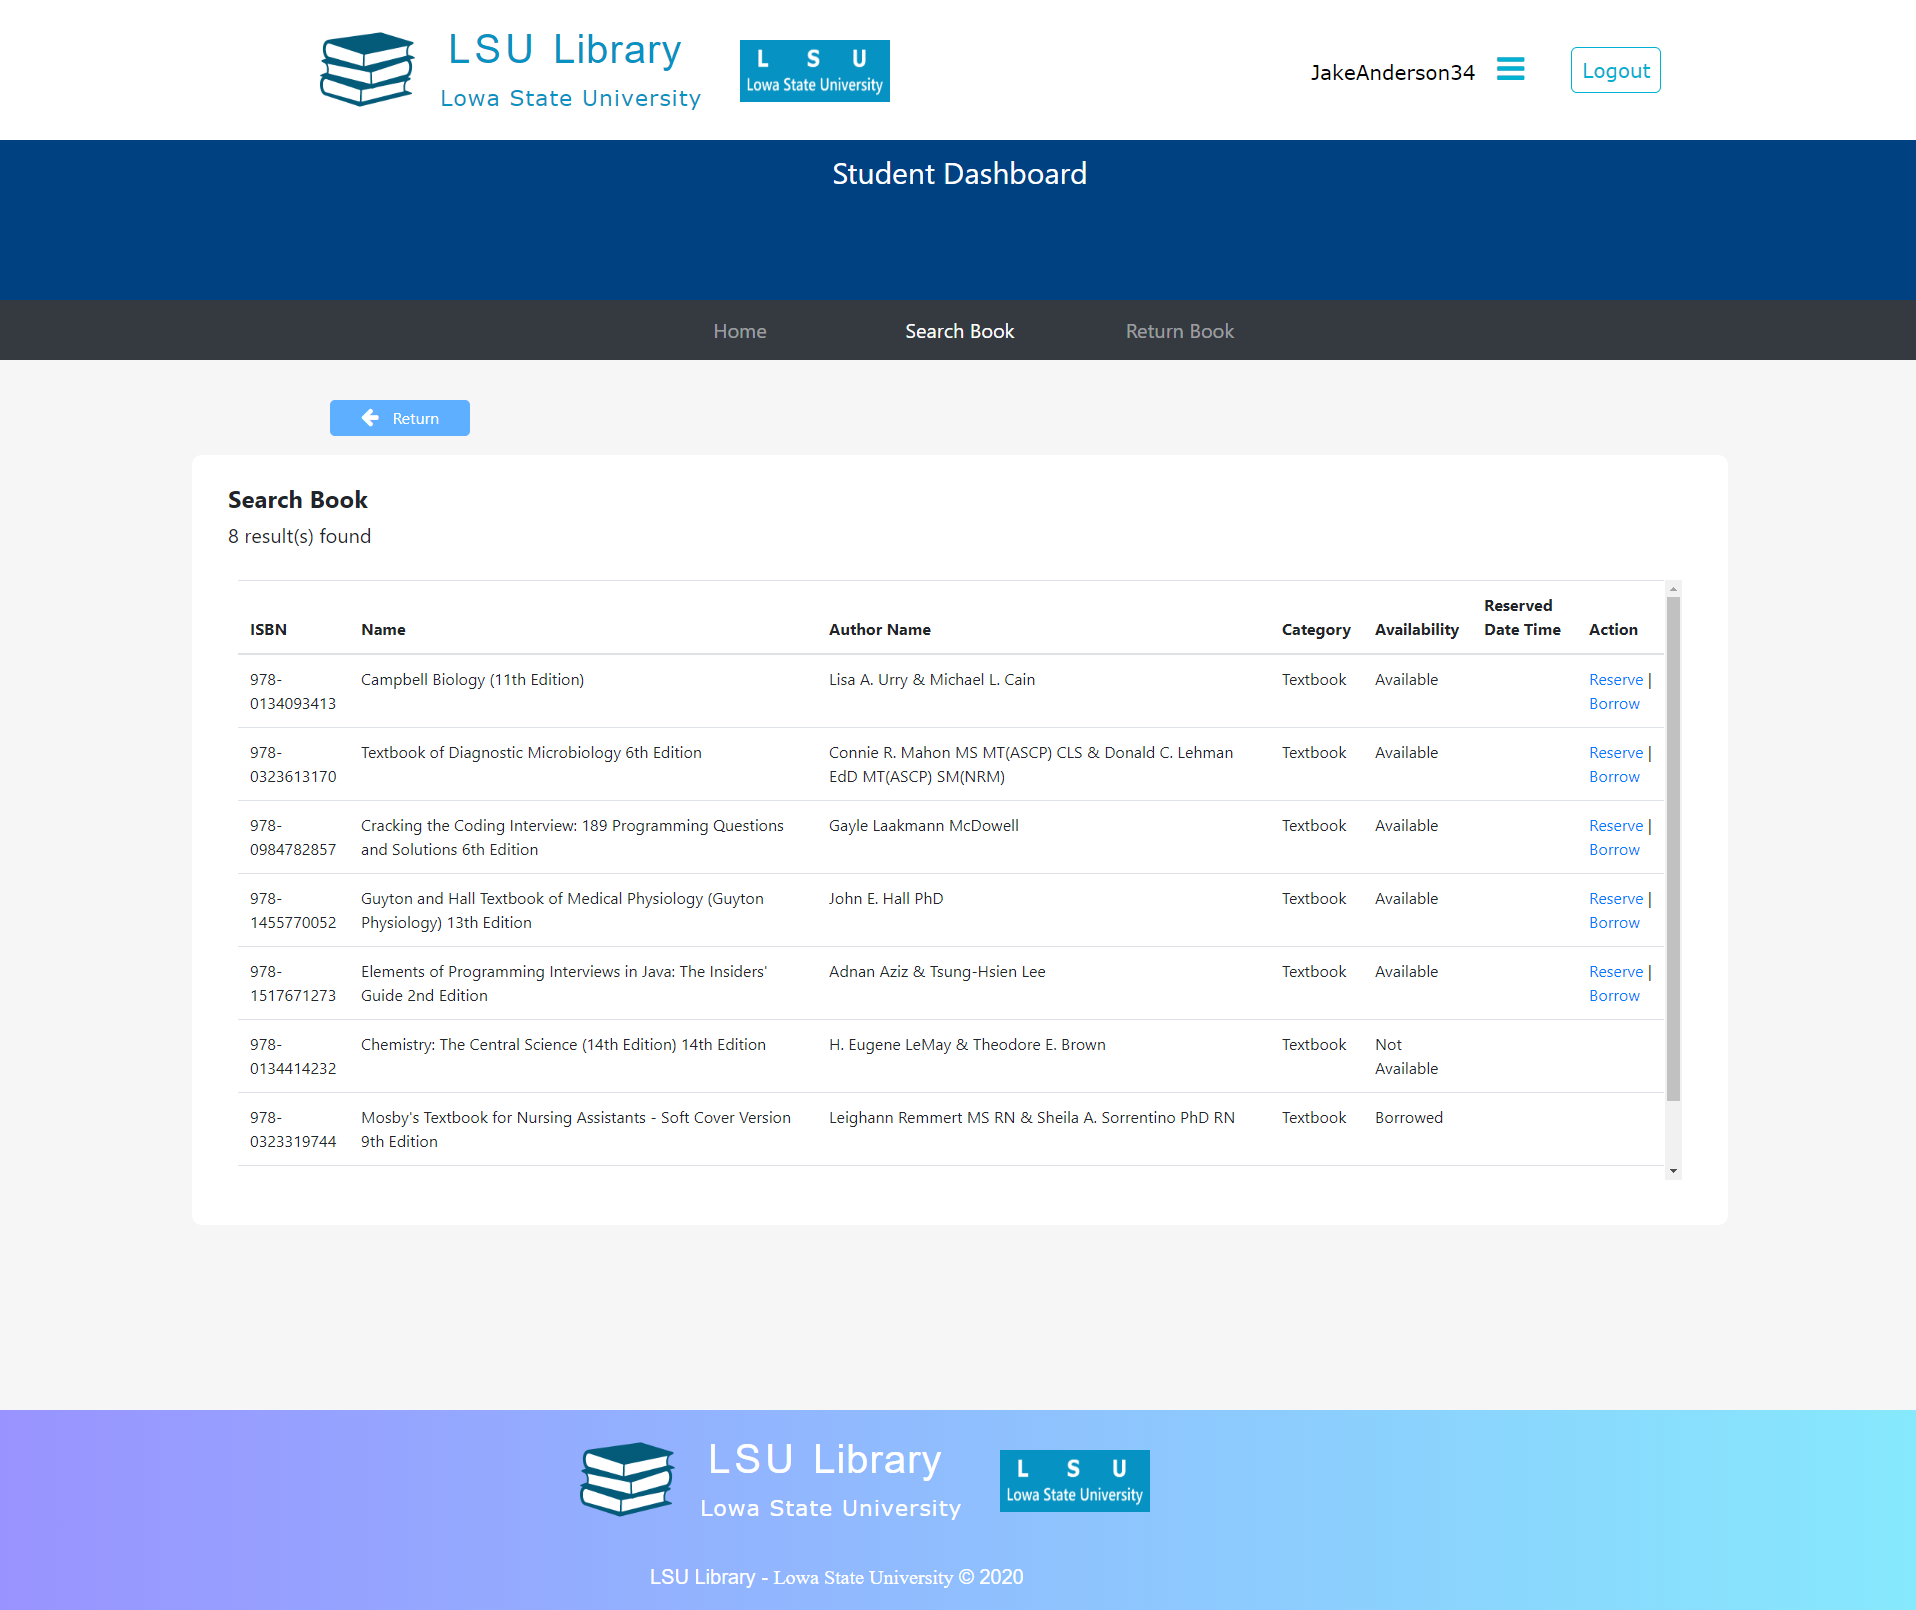 LSU Library
Lowa State University
L S U
Lowa State University
JakeAnderson34
Logout
Student Dashboard
Home Search Book Return Book
Return
Search Book
8 result(s) found
ISBN Name Author Name Category Availability Reserved Date Time Action
978-
0134093413
Campbell Biology (11th Edition)
Lisa A. Urry & Michael L. Cain
Textbook
Available
Reserve |
Borrow
978-
0323613170
Textbook of Diagnostic Microbiology 6th Edition
Connie R. Mahon MS MT(ASCP) CLS & Donald C. Lehman
EdD MT(ASCP) SM(NRM)
Textbook
Available
Reserve |
Borrow
978-
0984782857
Cracking the Coding Interview: 189 Programming Questions
and Solutions 6th Edition
Gayle Laakmann McDowell
Textbook
Available
Reserve |
Borrow
978-
1455770052
Guyton and Hall Textbook of Medical Physiology (Guyton
Physiology) 13th Edition
John E. Hall PhD
Textbook
Available
Reserve |
Borrow
978-
1517671273
Elements of Programming Interviews in Java: The Insiders'
Guide 2nd Edition
Adnan Aziz & Tsung-Hsien Lee
Textbook
Available
Reserve |
Borrow
978-
0134414232
Chemistry: The Central Science (14th Edition) 14th Edition
H. Eugene LeMay & Theodore E. Brown
Textbook
Not
Available
978-
0323319744
Mosby's Textbook for Nursing Assistants - Soft Cover Version
9th Edition
Leighann Remmert MS RN & Sheila A. Sorrentino PhD RN
Textbook
Borrowed
LSU Library
Lowa State University
L S U
Lowa State University
LSU Library - Lowa State University © 2020